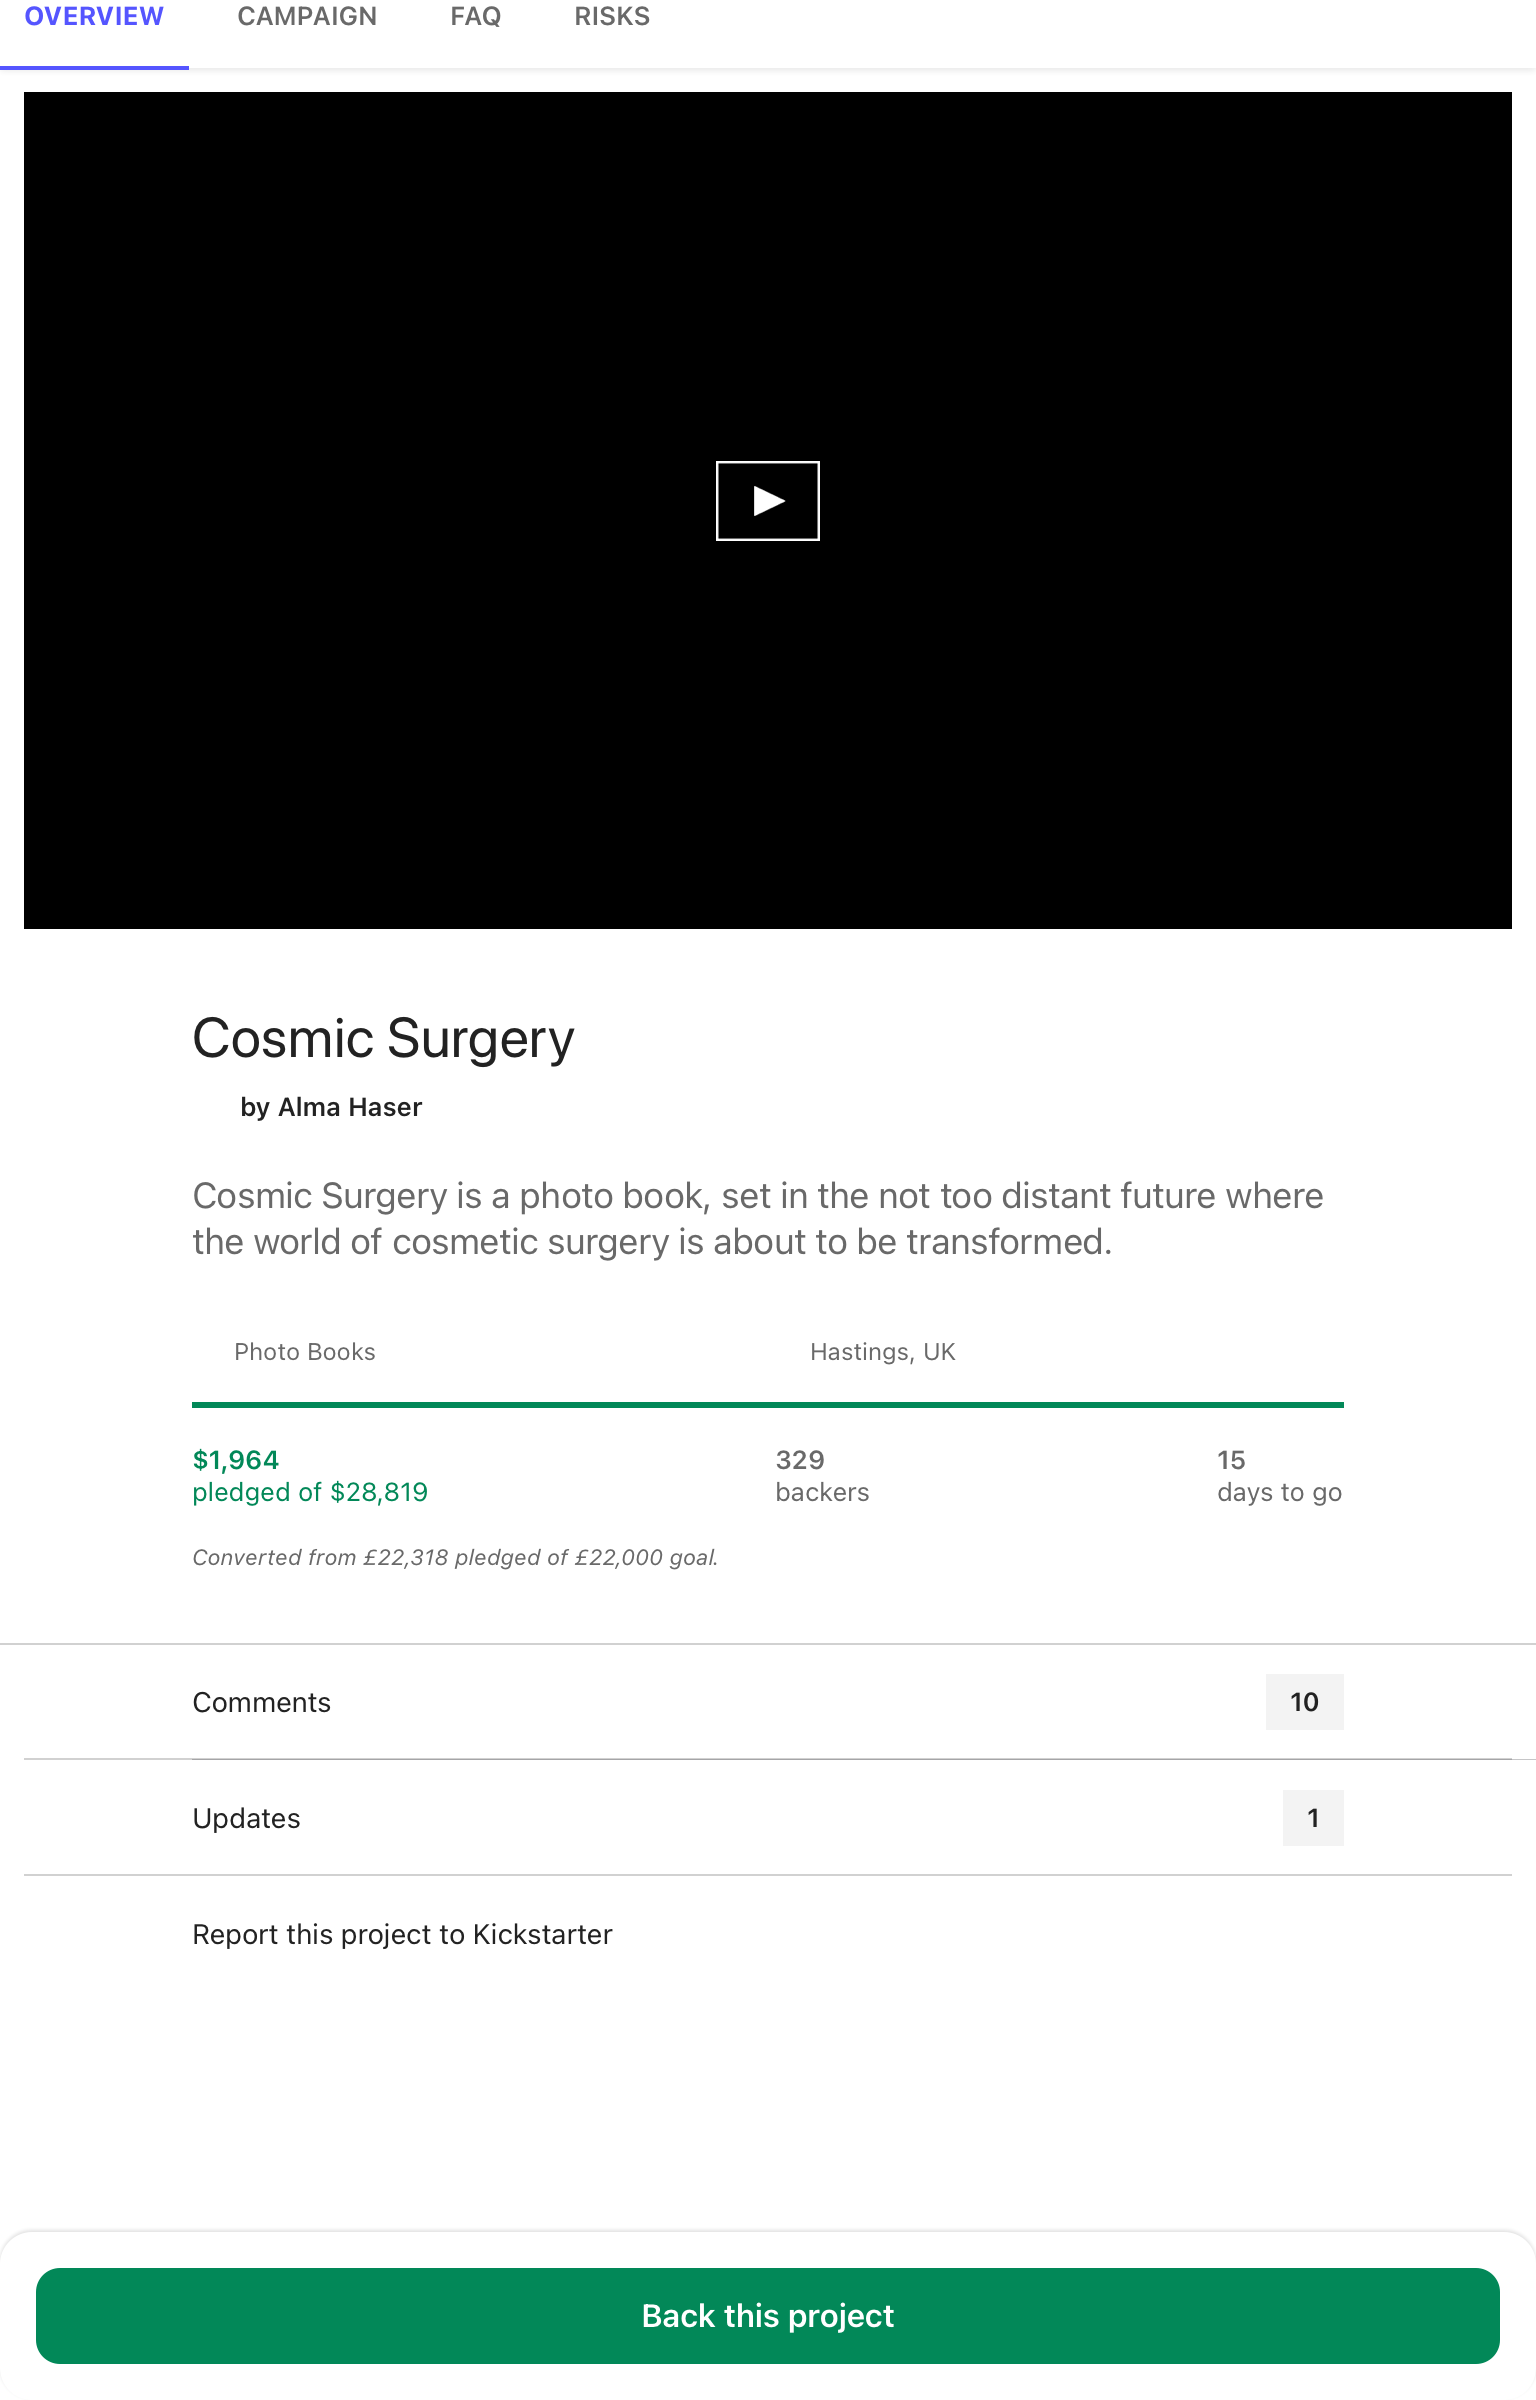 OVERVIEW CAMPAIGN FAQ RISKS
Cosmic Surgery
by Alma Haser
Cosmic Surgery is a photo book, set in the not too distant future where
the world of cosmetic surgery is about to be transformed.
Photo Books Hastings, UK
$1,964 329 15
pledged of $28,819 backers days to go
Converted from £22,318 pledged of £22,000 goal.
Comments 10
Updates 1
Report this project to Kickstarter
Back this project